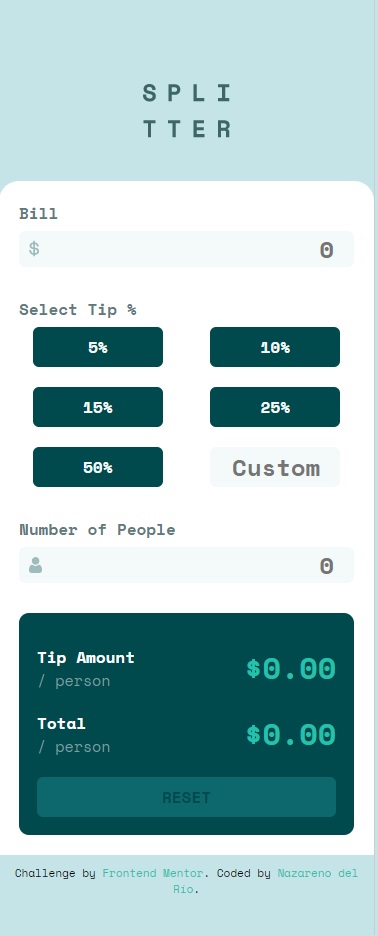 SPLI
TTER
Bill
$ 0
Select Tip %
5% 10%
15% 25%
50% Custom
Number of People
0
Tip Amount
/ person
$0.00
Total
/ person
$0.00
RESET
Challenge by Frontend Mentor. Coded by Nazareno del
Rio.